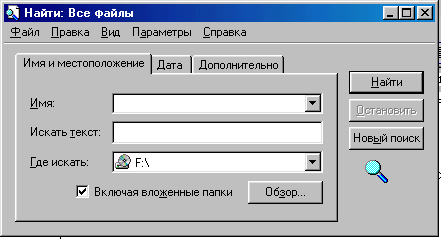 Найти: Все файлы
Файл Правка Вид Параметры Справка
Имя и местоположение Дата Дополнительно
Имя:
Искать текст:
Где искать: F:\
Включая вложенные папки Обзор...
Найти
Остановить
Новый поиск